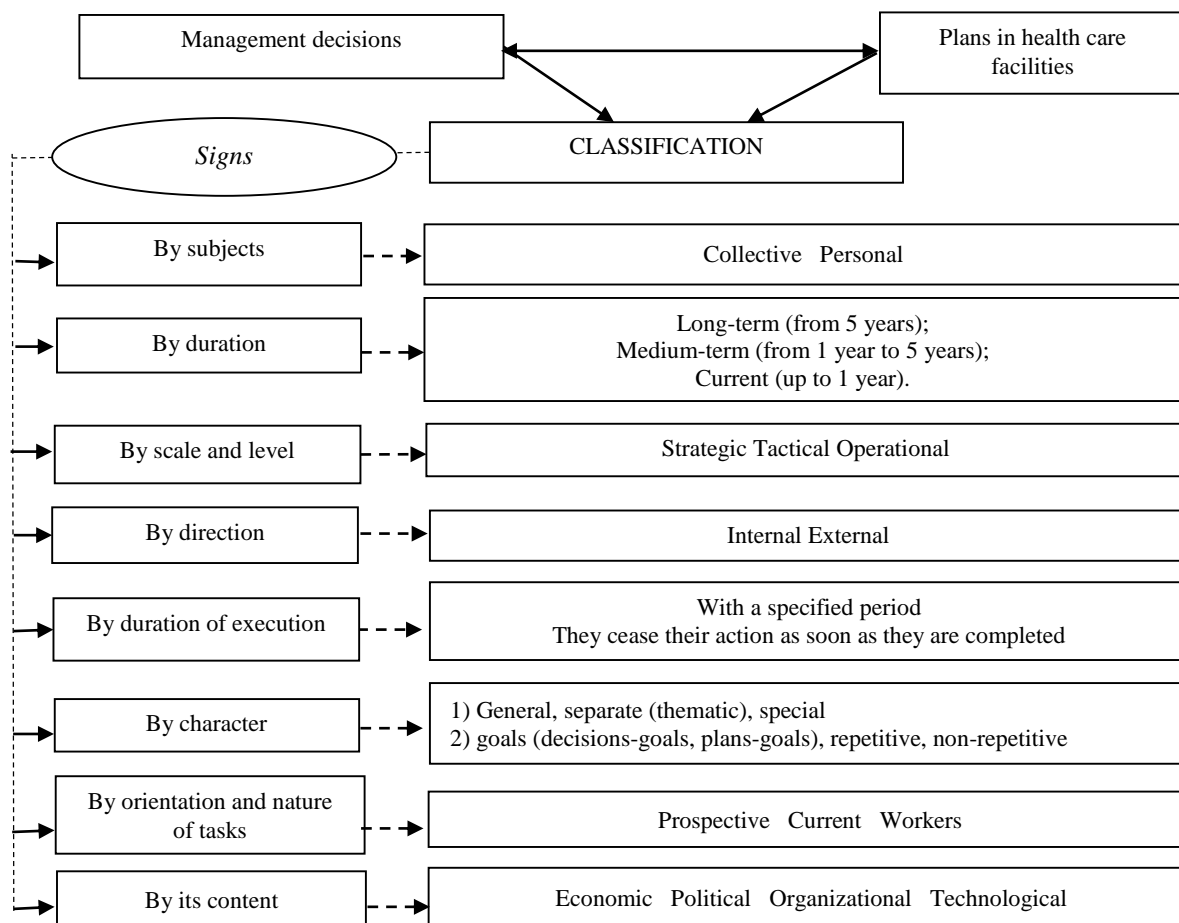 Management decisions
Plans in health care
facilities
Signs
CLASSIFICATION
By subjects
Collective Personal
By duration
Long-term (from 5 years);
Medium-term (from 1 year to 5 years);
Current (up to 1 year).
By scale and level
Strategic Tactical Operational
By direction
Internal External
By duration of execution
With a specified period
They cease their action as soon as they are completed
By character
1) General, separate (thematic), special
2) goals (decisions-goals, plans-goals), repetitive, non-repetitive
By orientation and nature
of tasks
Prospective Current Workers
By its content
Economic Political Organizational Technological